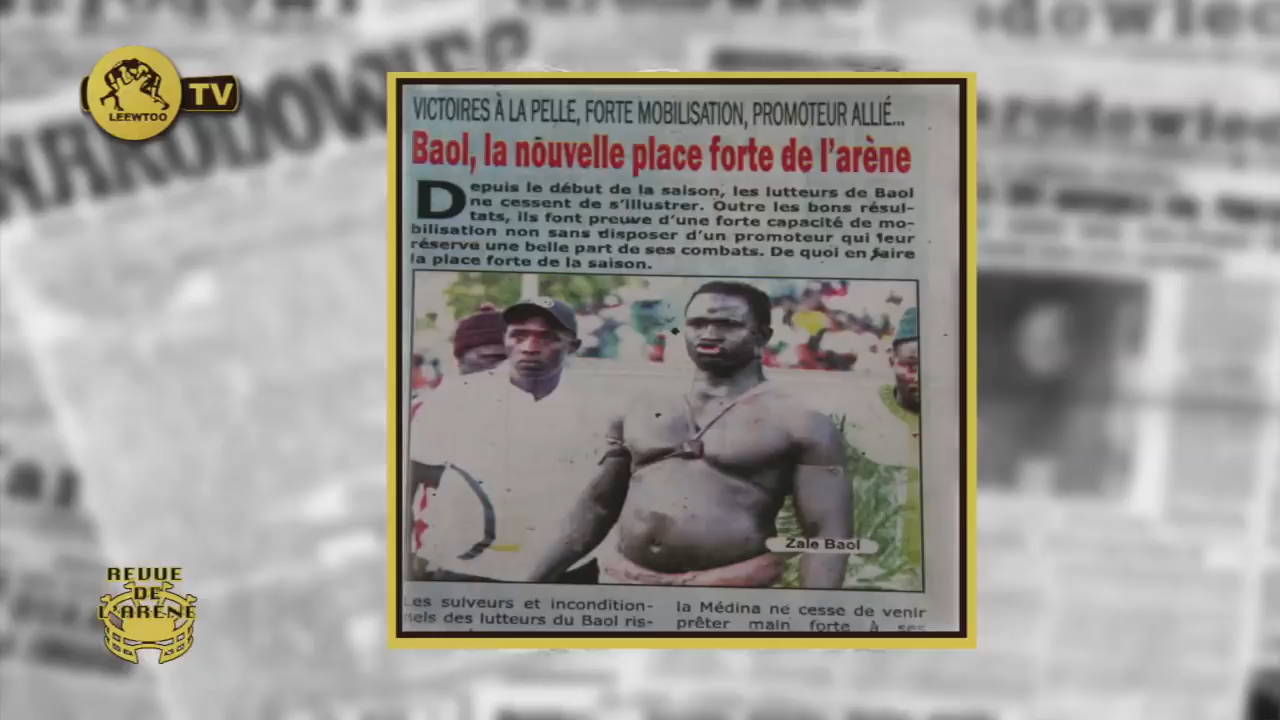 LEEWTOO
TV
NARODOWIEC
VICTOIRES À LA PELLE, FORTE MOBILISATION, PROMOTEUR ALLIÉ...
Baol, la nouvelle place forte de l'arène
Depuis le début de la saison, les lutteurs de Baol
ne cessent de s'illustrer. Outre les bons résul-
tats, ils font preuve d'une forte capacité de mo-
bilisation non sans disposer d'un promoteur qui leur
réserve une belle part de ses combats. De quoi en faire
la place forte de la saison.
Zale Baol
Les suiveurs et incondition-
nels des lutteurs du Baol ris-
la Médina ne cesse de venir
prêter main forte à ses
REVUE
DE
L'ARÈNE